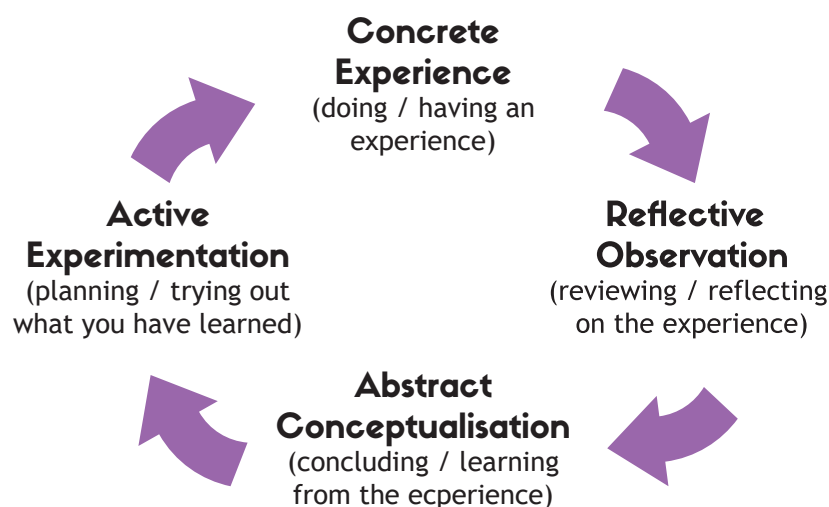 Concrete
Experience
(doing / having an
experience)
Reflective
Observation
(reviewing / reflecting
on the experience)
Abstract
Conceptualisation
(concluding / learning
from the ecperience)
Active
Experimentation
(planning / trying out
what you have learned)